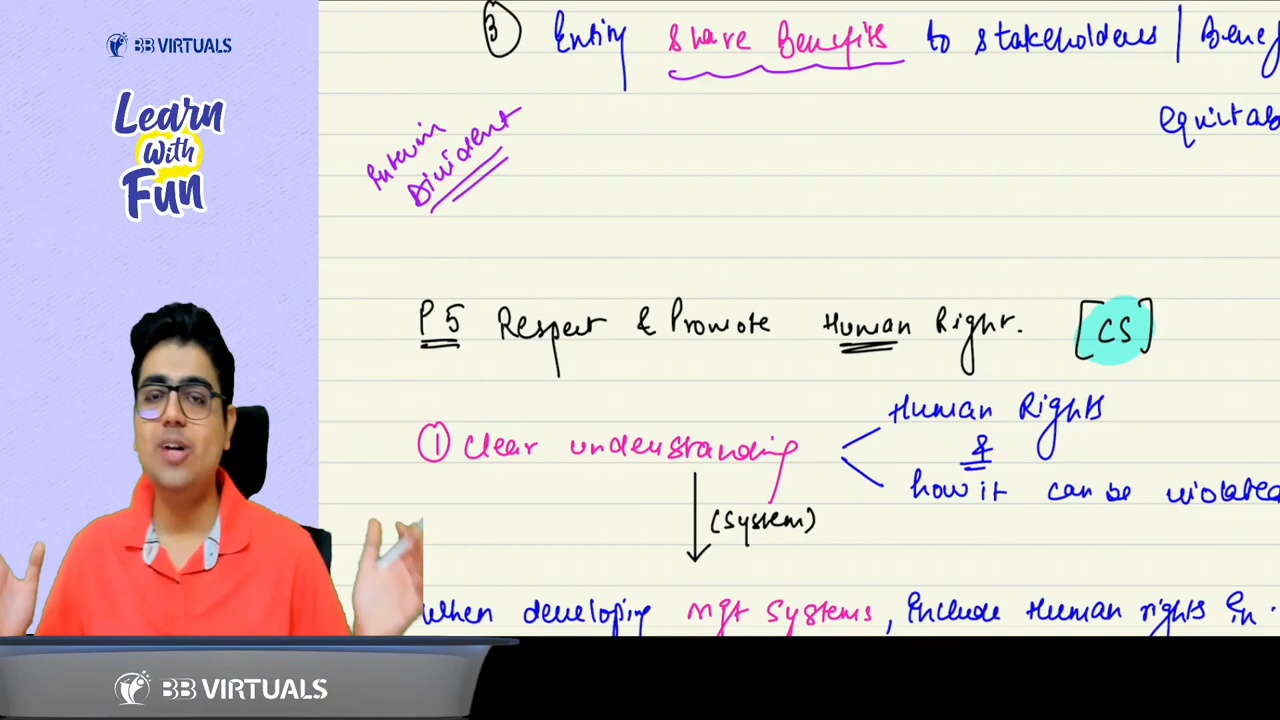 BB VIRTUALS
Learn
With
Fun
③ Entity Share Benefits to Stakeholders |
equitab
Interim
Dividend
P5 Respect & Promote Human Right. [CS]
① Clear understanding
Human Rights
&
how it can be violated
(System)
When developing mgt systems, include Human rights in.
BB VIRTUALS